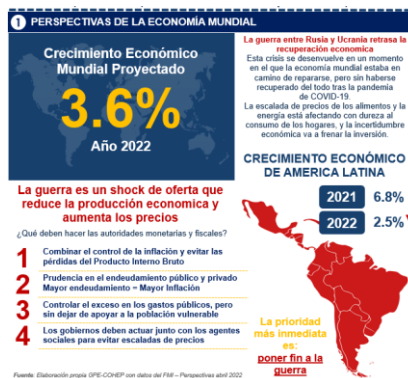 1 PERSPECTIVAS DE LA ECONOMÍA MUNDIAL
Crecimiento Económico
Mundial Proyectado
3.6%
Año 2022
La guerra entre Rusia y Ucrania retrasa la
recuperación economica
Esta crisis se desenvuelve en un momento
en el que la economía mundial estaba en
camino de repararse, pero sin haberse
recuperado del todo tras la pandemia
de COVID-19.
La escalada de precios de los alimentos y la
energía está afectando con dureza al
consumo de los hogares, y la incertidumbre
económica va a frenar la inversión.
CRECIMIENTO ECONÓMICO
DE AMERICA LATINA
2021 6.8%
2022 2.5%
La guerra es un shock de oferta que
reduce la producción economica y
aumenta los precios
¿Qué deben hacer las autoridades monetarias y fiscales?
1 Combinar el control de la inflación y evitar las
pérdidas del Producto Interno Bruto
2 Prudencia en el endeudamiento público y privado
Mayor endeudamiento = Mayor Inflación
3 Controlar el exceso en los gastos públicos, pero
sin dejar de apoyar a la población vulnerable
4 Los gobiernos deben actuar junto con los agentes
sociales para evitar escaladas de precios
La prioridad
más inmediata
es:
poner fin a la
guerra
Fuente: Elaboración propia GPE-COHEP con datos del FMI – Perspectivas abril 2022